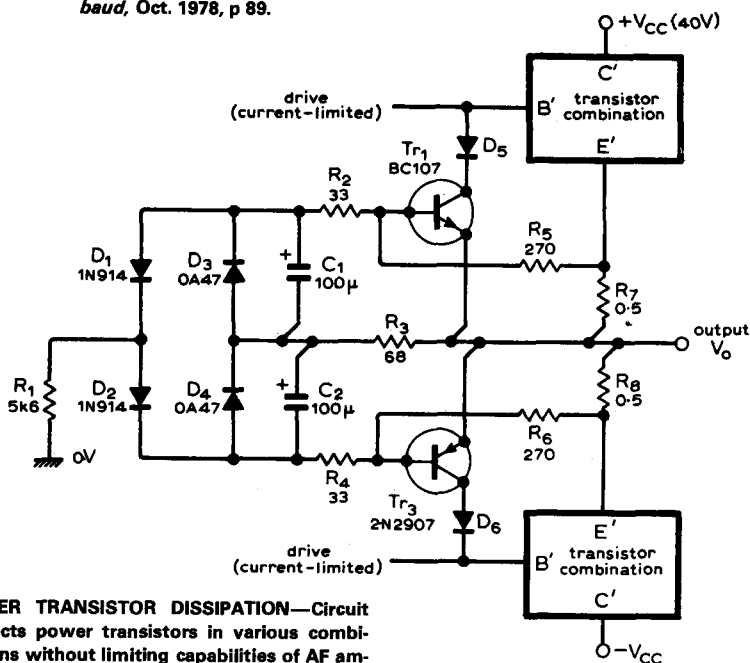 baud, Oct. 1978, p 89.
+VCC (40V)
C'
B' transistor combination
E'
drive
(current-limited)
Tr1
BC107
D5
R2
33
R5
270
D1
1N914
D3
0A47
+
C1
100µ
R7
0.5
R3
68
output
Vo
R1
5k6
0V
D2
1N914
D4
0A47
+
C2
100µ
R8
0.5
R6
270
R4
33
Tr3
2N2907
D6
drive
(current-limited)
E'
B' transistor combination
C'
-VCC
ER TRANSISTOR DISSIPATION—Circuit
cts power transistors in various combi-
ns without limiting capabilities of AF am-